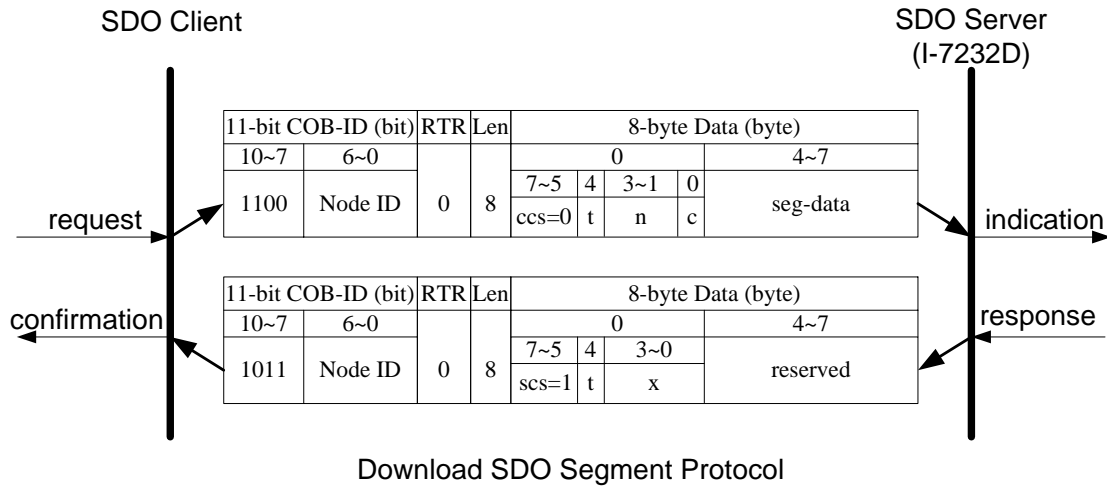 SDO Client
SDO Server
(I-7232D)
11-bit COB-ID (bit) RTR Len 8-byte Data (byte)
10~7 6~0 0 4~7
7~5 4 3~1 0
1100 Node ID 0 8 seg-data
ccs=0 t n c
request
indication
11-bit COB-ID (bit) RTR Len 8-byte Data (byte)
10~7 6~0 0 4~7
confirmation
response
7~5 4 3~0
1011 Node ID 0 8 reserved
scs=1 t x
Download SDO Segment Protocol